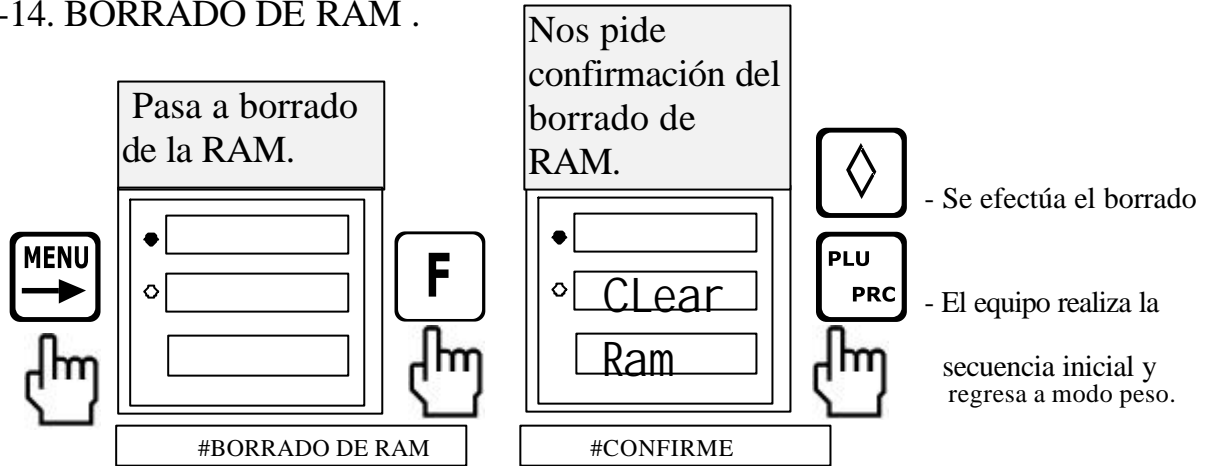 -14. BORRADO DE RAM .
Pasa a borrado
de la RAM.
MENU
#BORRADO DE RAM
F
Nos pide
confirmación del
borrado de
RAM.
CLear
Ram
#CONFIRME
- Se efectúa el borrado
PLU
PRC
- El equipo realiza la
secuencia inicial y
regresa a modo peso.